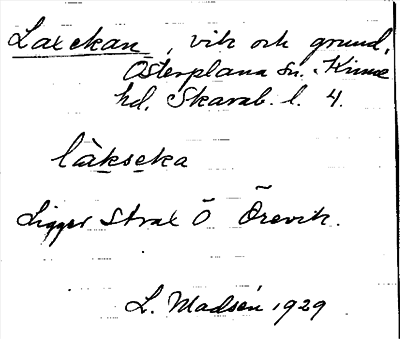 Laxekan, vik och grund,
Österplana sn. Kinne
hd. Skarab. l. 4.
làkseka
Ligger strax Ö Örevik.
L. Madsén 1929